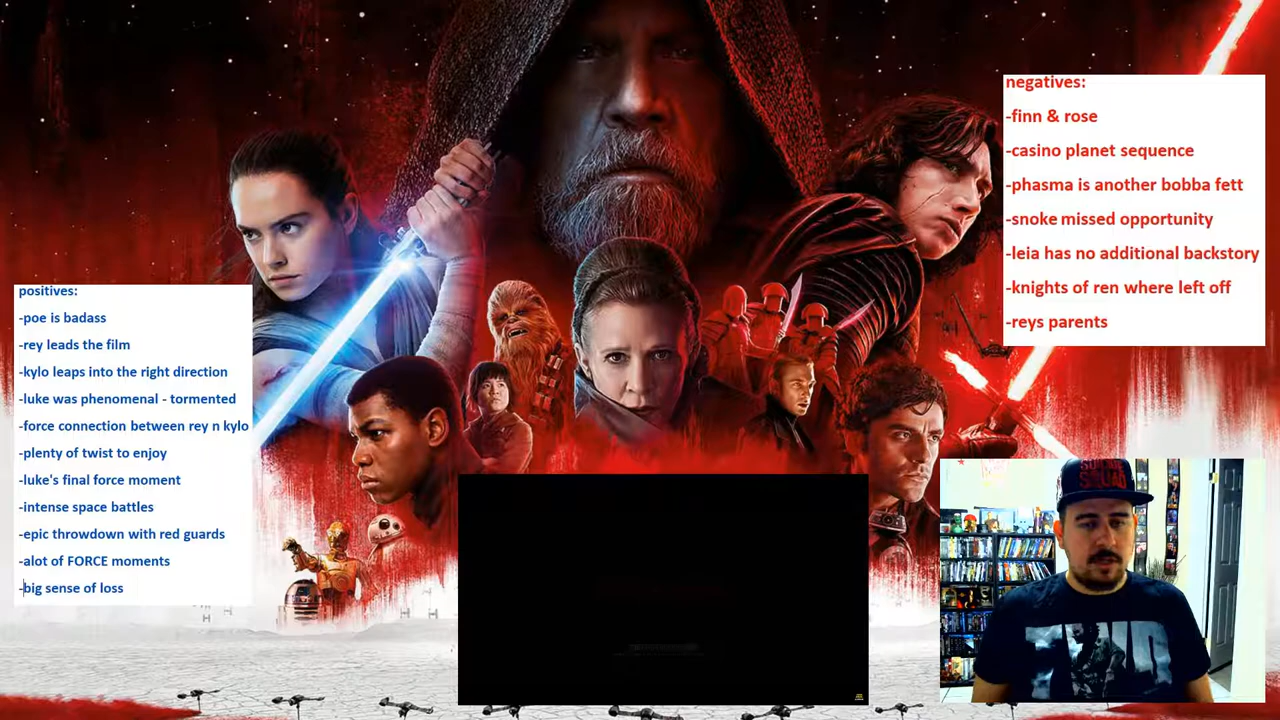 positives:
-poe is badass
-rey leads the film
-kylo leaps into the right direction
-luke was phenomenal - tormented
-force connection between rey n kylo
-plenty of twist to enjoy
-luke's final force moment
-intense space battles
-epic throwdown with red guards
-alot of FORCE moments
-big sense of loss
negatives:
-finn & rose
-casino planet sequence
-phasma is another bobba fett
-snoke missed opportunity
-leia has no additional backstory
-knights of ren where left off
-reys parents